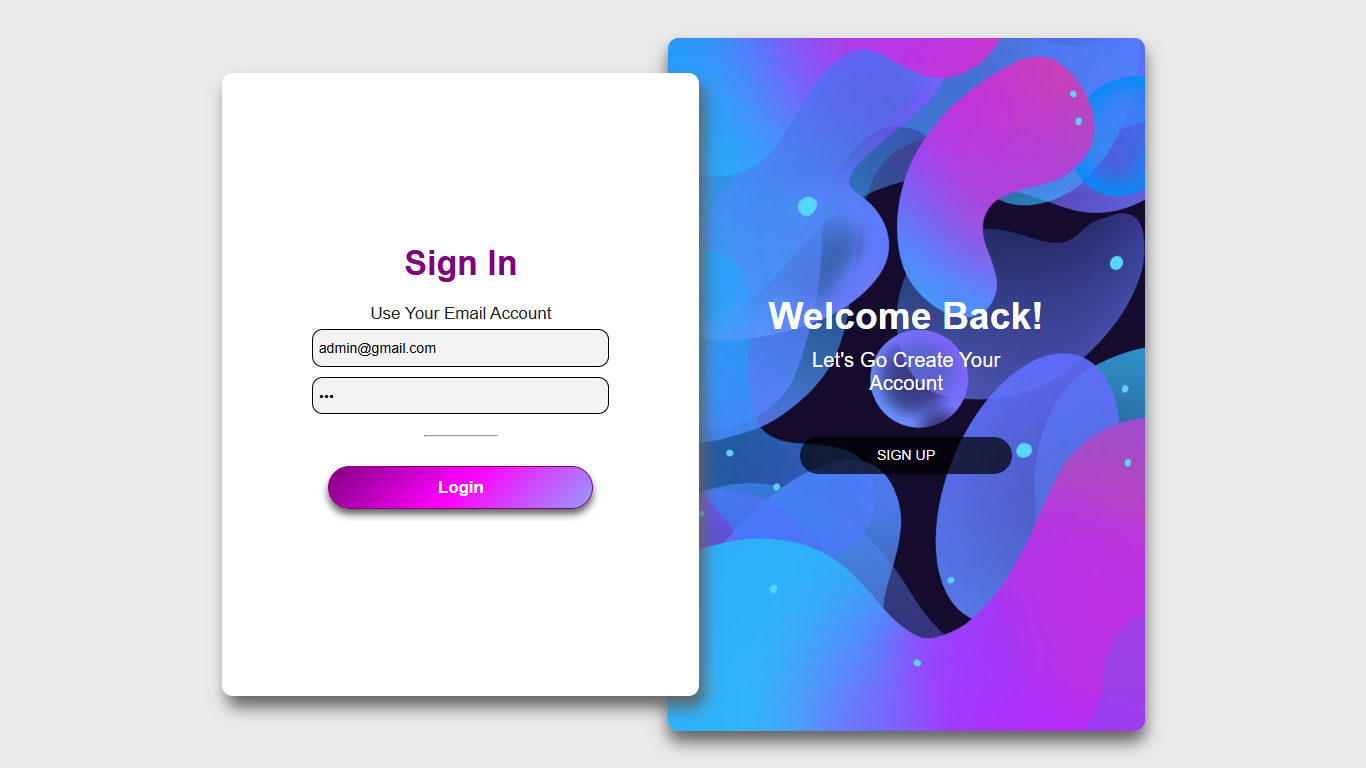 Sign In
Use Your Email Account
admin@gmail.com
•••
Login
Welcome Back!
Let's Go Create Your
Account
SIGN UP